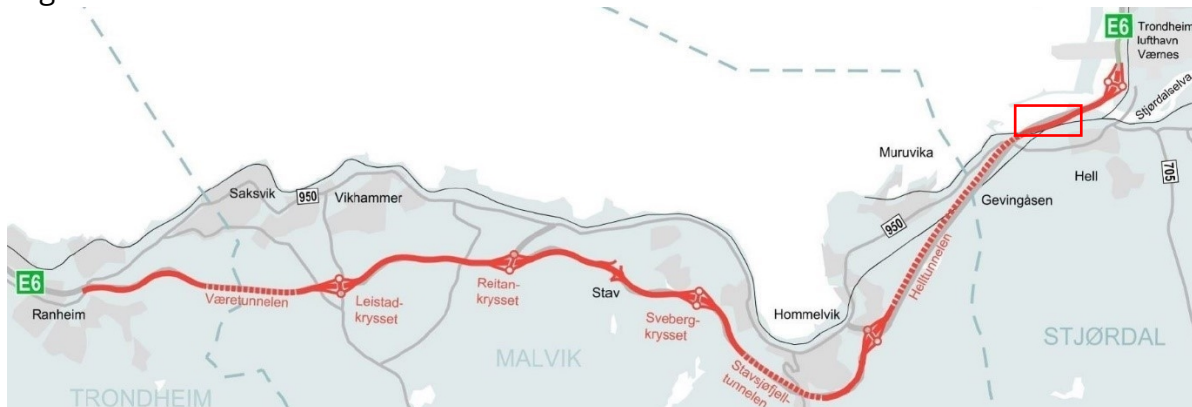 E6
Trondheim
lufthavn
Værnes
Stjørdalselva
Muruvika
Hell
705
Saksvik
950
Vikhammer
Gevingåsen
950
Helltunnelen
E6
Ranheim
Væretunnelen
Leistad-
krysset
Reitan-
krysset
Stav
Sveberg-
krysset
Hommelvik
STJØRDAL
MALVIK
Stavsjøfjell-
tunnelen
TRONDHEIM